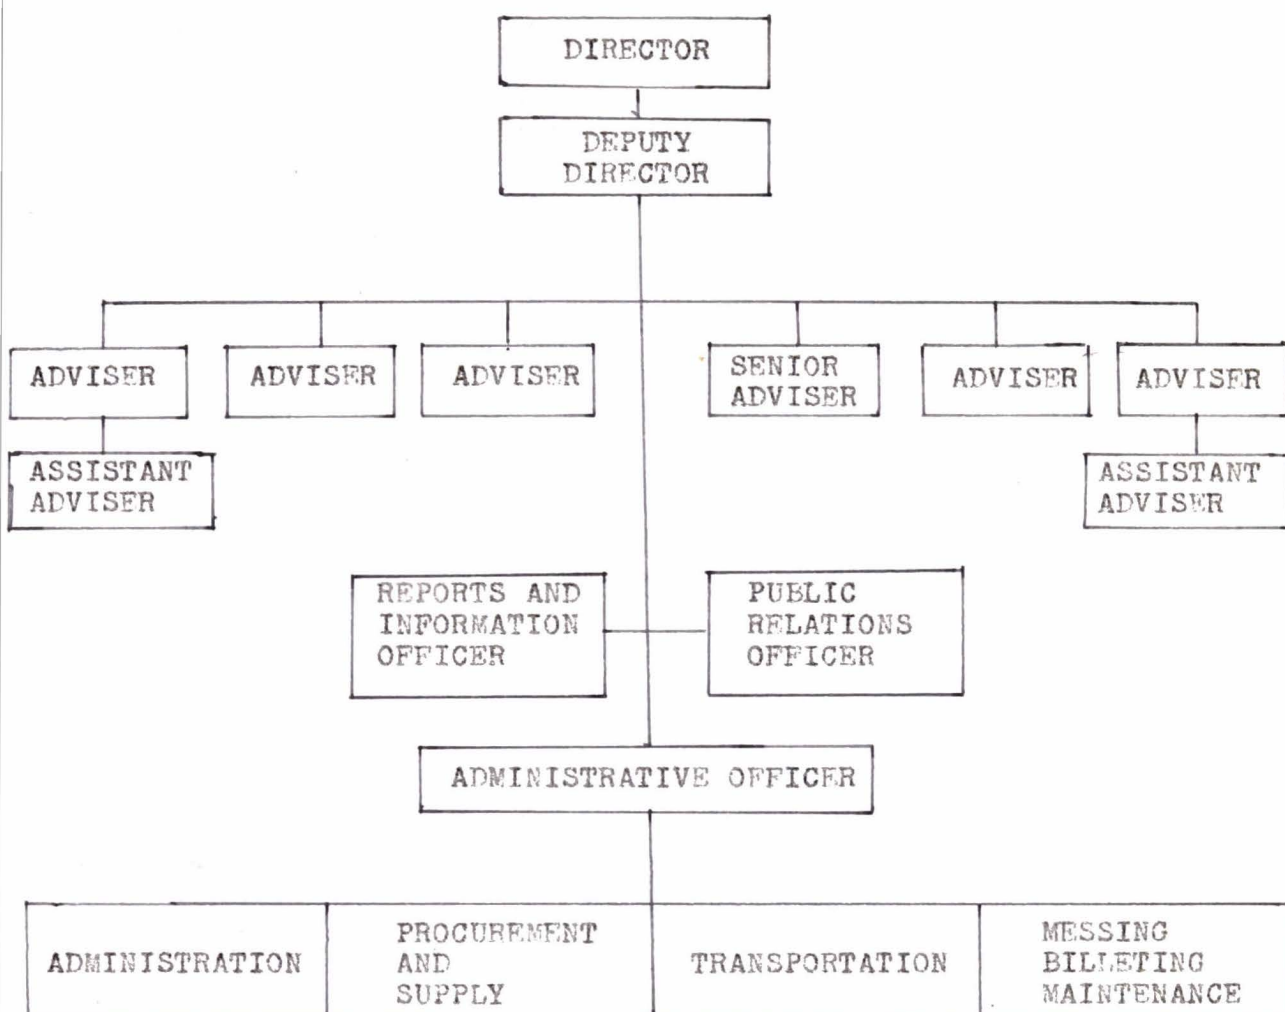 DIRECTOR
DEPUTY
DIRECTOR
ADVISER
ADVISER
ADVISER
SENIOR
ADVISER
ADVISER
ADVISER
ASSISTANT
ADVISER
ASSISTANT
ADVISER
REPORTS AND
INFORMATION
OFFICER
PUBLIC
RELATIONS
OFFICER
ADMINISTRATIVE OFFICER
ADMINISTRATION
PROCUREMENT
AND
SUPPLY
TRANSPORTATION
MESSING
BILLETING
MAINTENANCE